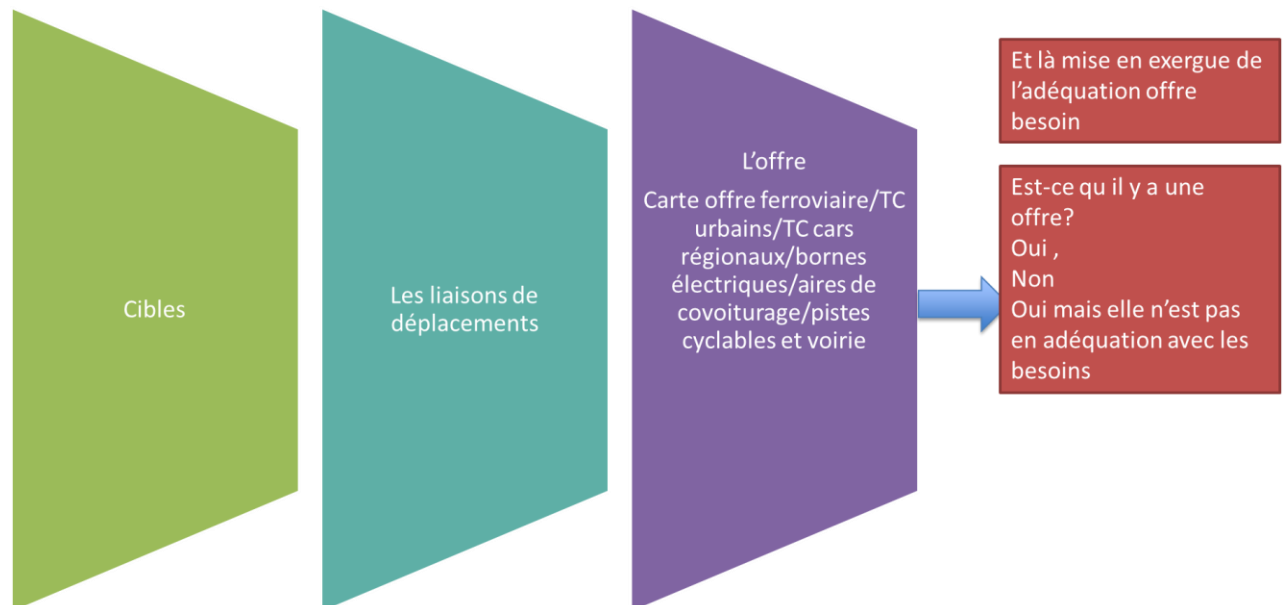 Cibles
Les liaisons de
déplacements
L'offre
Carte offre ferroviaire/TC
urbains/TC cars
régionaux/bornes
électriques/aires de
covoiturage/pistes
cyclables et voirie
Et là mise en exergue de
l'adéquation offre
besoin
Est-ce qu il y a une
offre?
Oui ,
Non
Oui mais elle n'est pas
en adéquation avec les
besoins